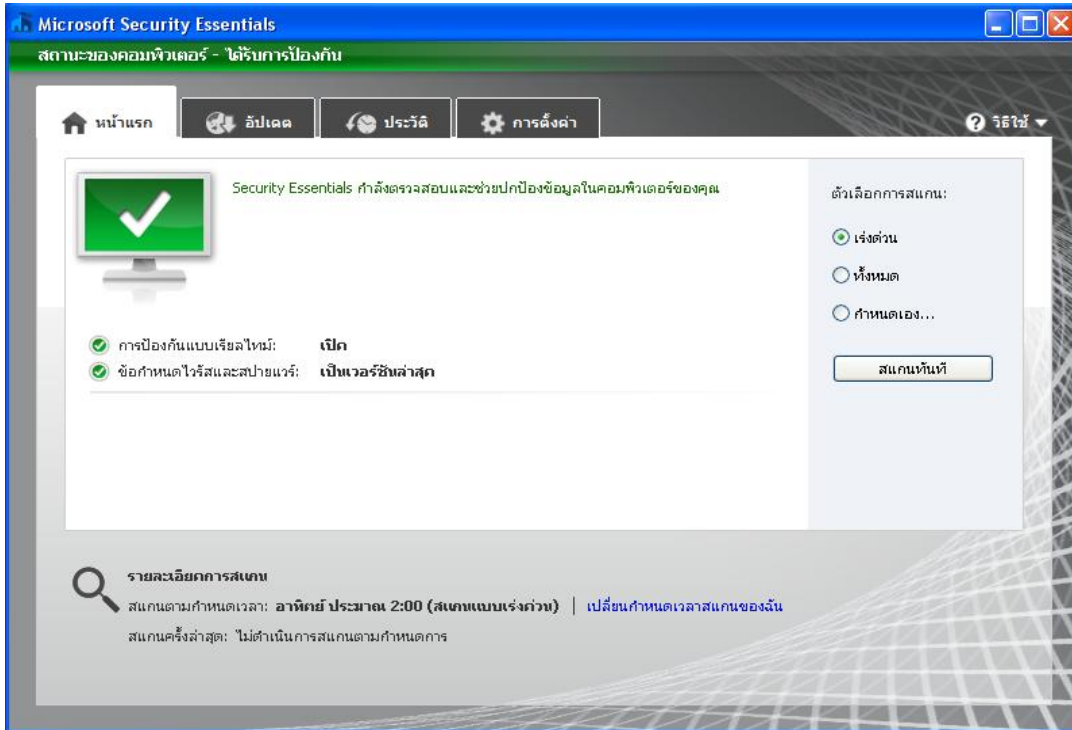 Microsoft Security Essentials
สถานะของคอมพิวเตอร์ - ได้รับการป้องกัน
หน้าแรก
อัปเดต
ประวัติ
การตั้งค่า
วิธีใช้
Security Essentials กำลังตรวจสอบและช่วยปกป้องข้อมูลในคอมพิวเตอร์ของคุณ
การป้องกันแบบเรียลไทม์: เปิด
ข้อกำหนดไวรัสและสปายแวร์: เป็นเวอร์ชันล่าสุด
ตัวเลือกการสแกน:
เร่งด่วน
ทั้งหมด
กำหนดเอง...
สแกนทันที
รายละเอียดการสแกน
สแกนตามกำหนดเวลา: อาทิตย์ ประมาณ 2:00 (สแกนแบบเร่งด่วน) | เปลี่ยนกำหนดเวลาสแกนของฉัน
สแกนครั้งล่าสุด: ไม่ดำเนินการสแกนตามกำหนดการ